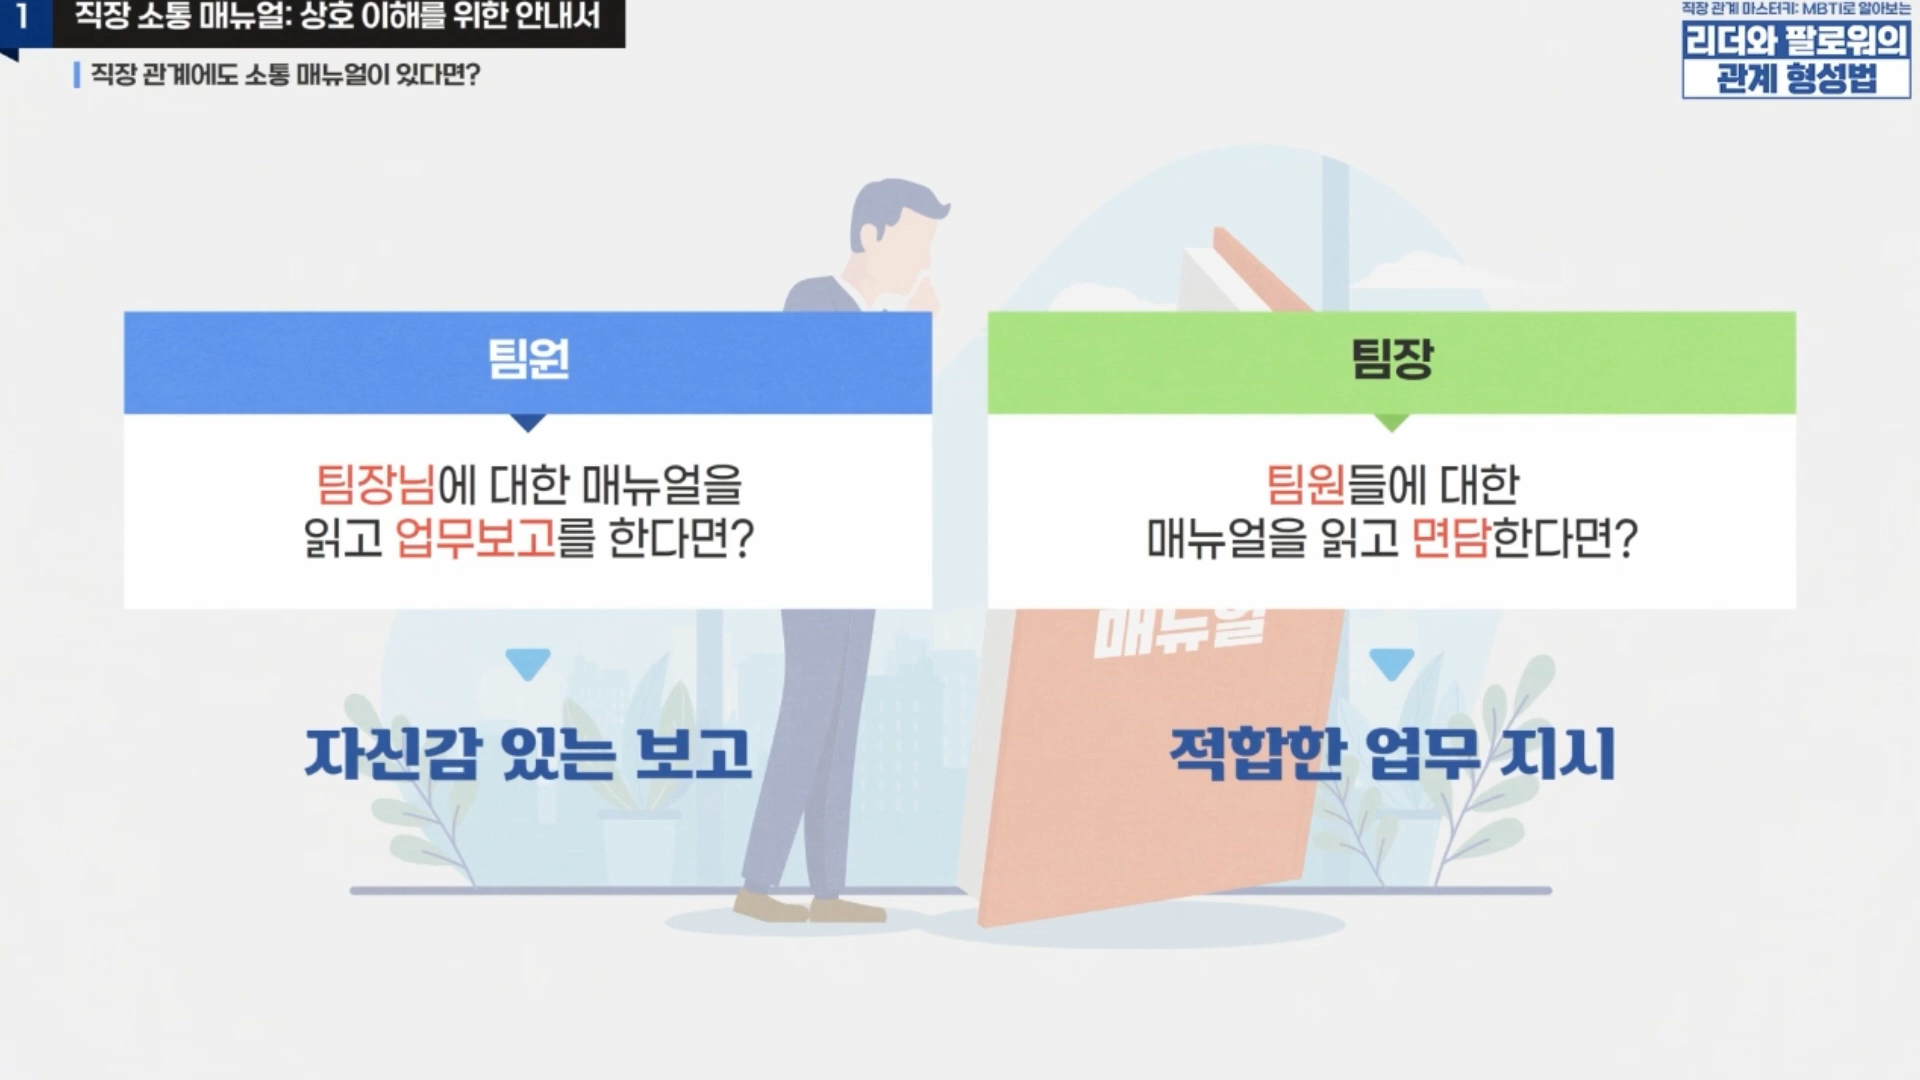 1
직장 소통 매뉴얼: 상호 이해를 위한 안내서
직장 관계에도 소통 매뉴얼이 있다면?
직장 관계 마스터키: MBTI로 알아보는
리더와 팔로워의
관계 형성법
팀원
팀장님에 대한 매뉴얼을
읽고 업무보고를 한다면?
자신감 있는 보고
팀장
팀원들에 대한
매뉴얼을 읽고 면담한다면?
매뉴얼
적합한 업무 지시